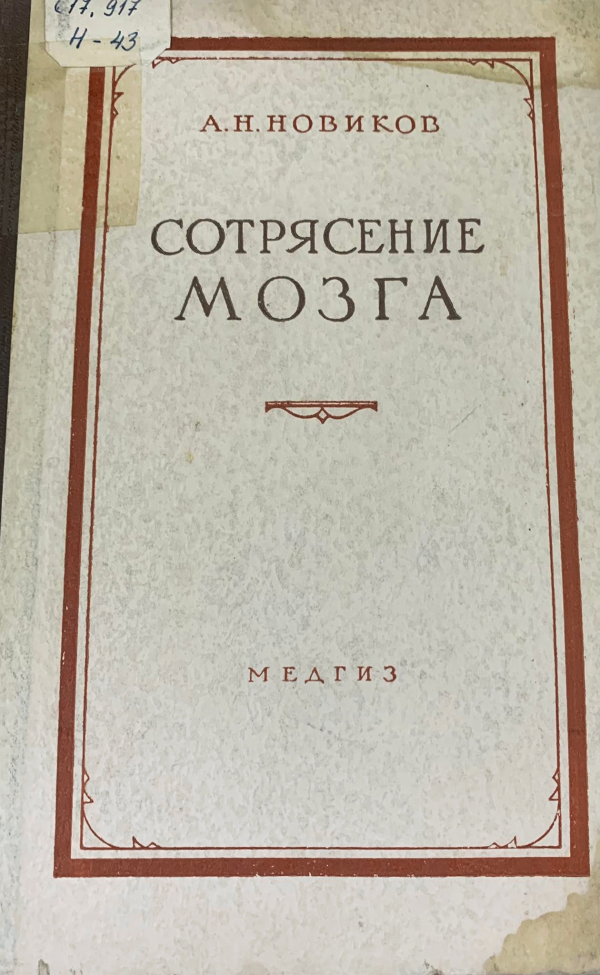 617.917
Н-43
А.Н.НОВИКОВ
СОТРЯСЕНИЕ
МОЗГА
МЕДГИЗ